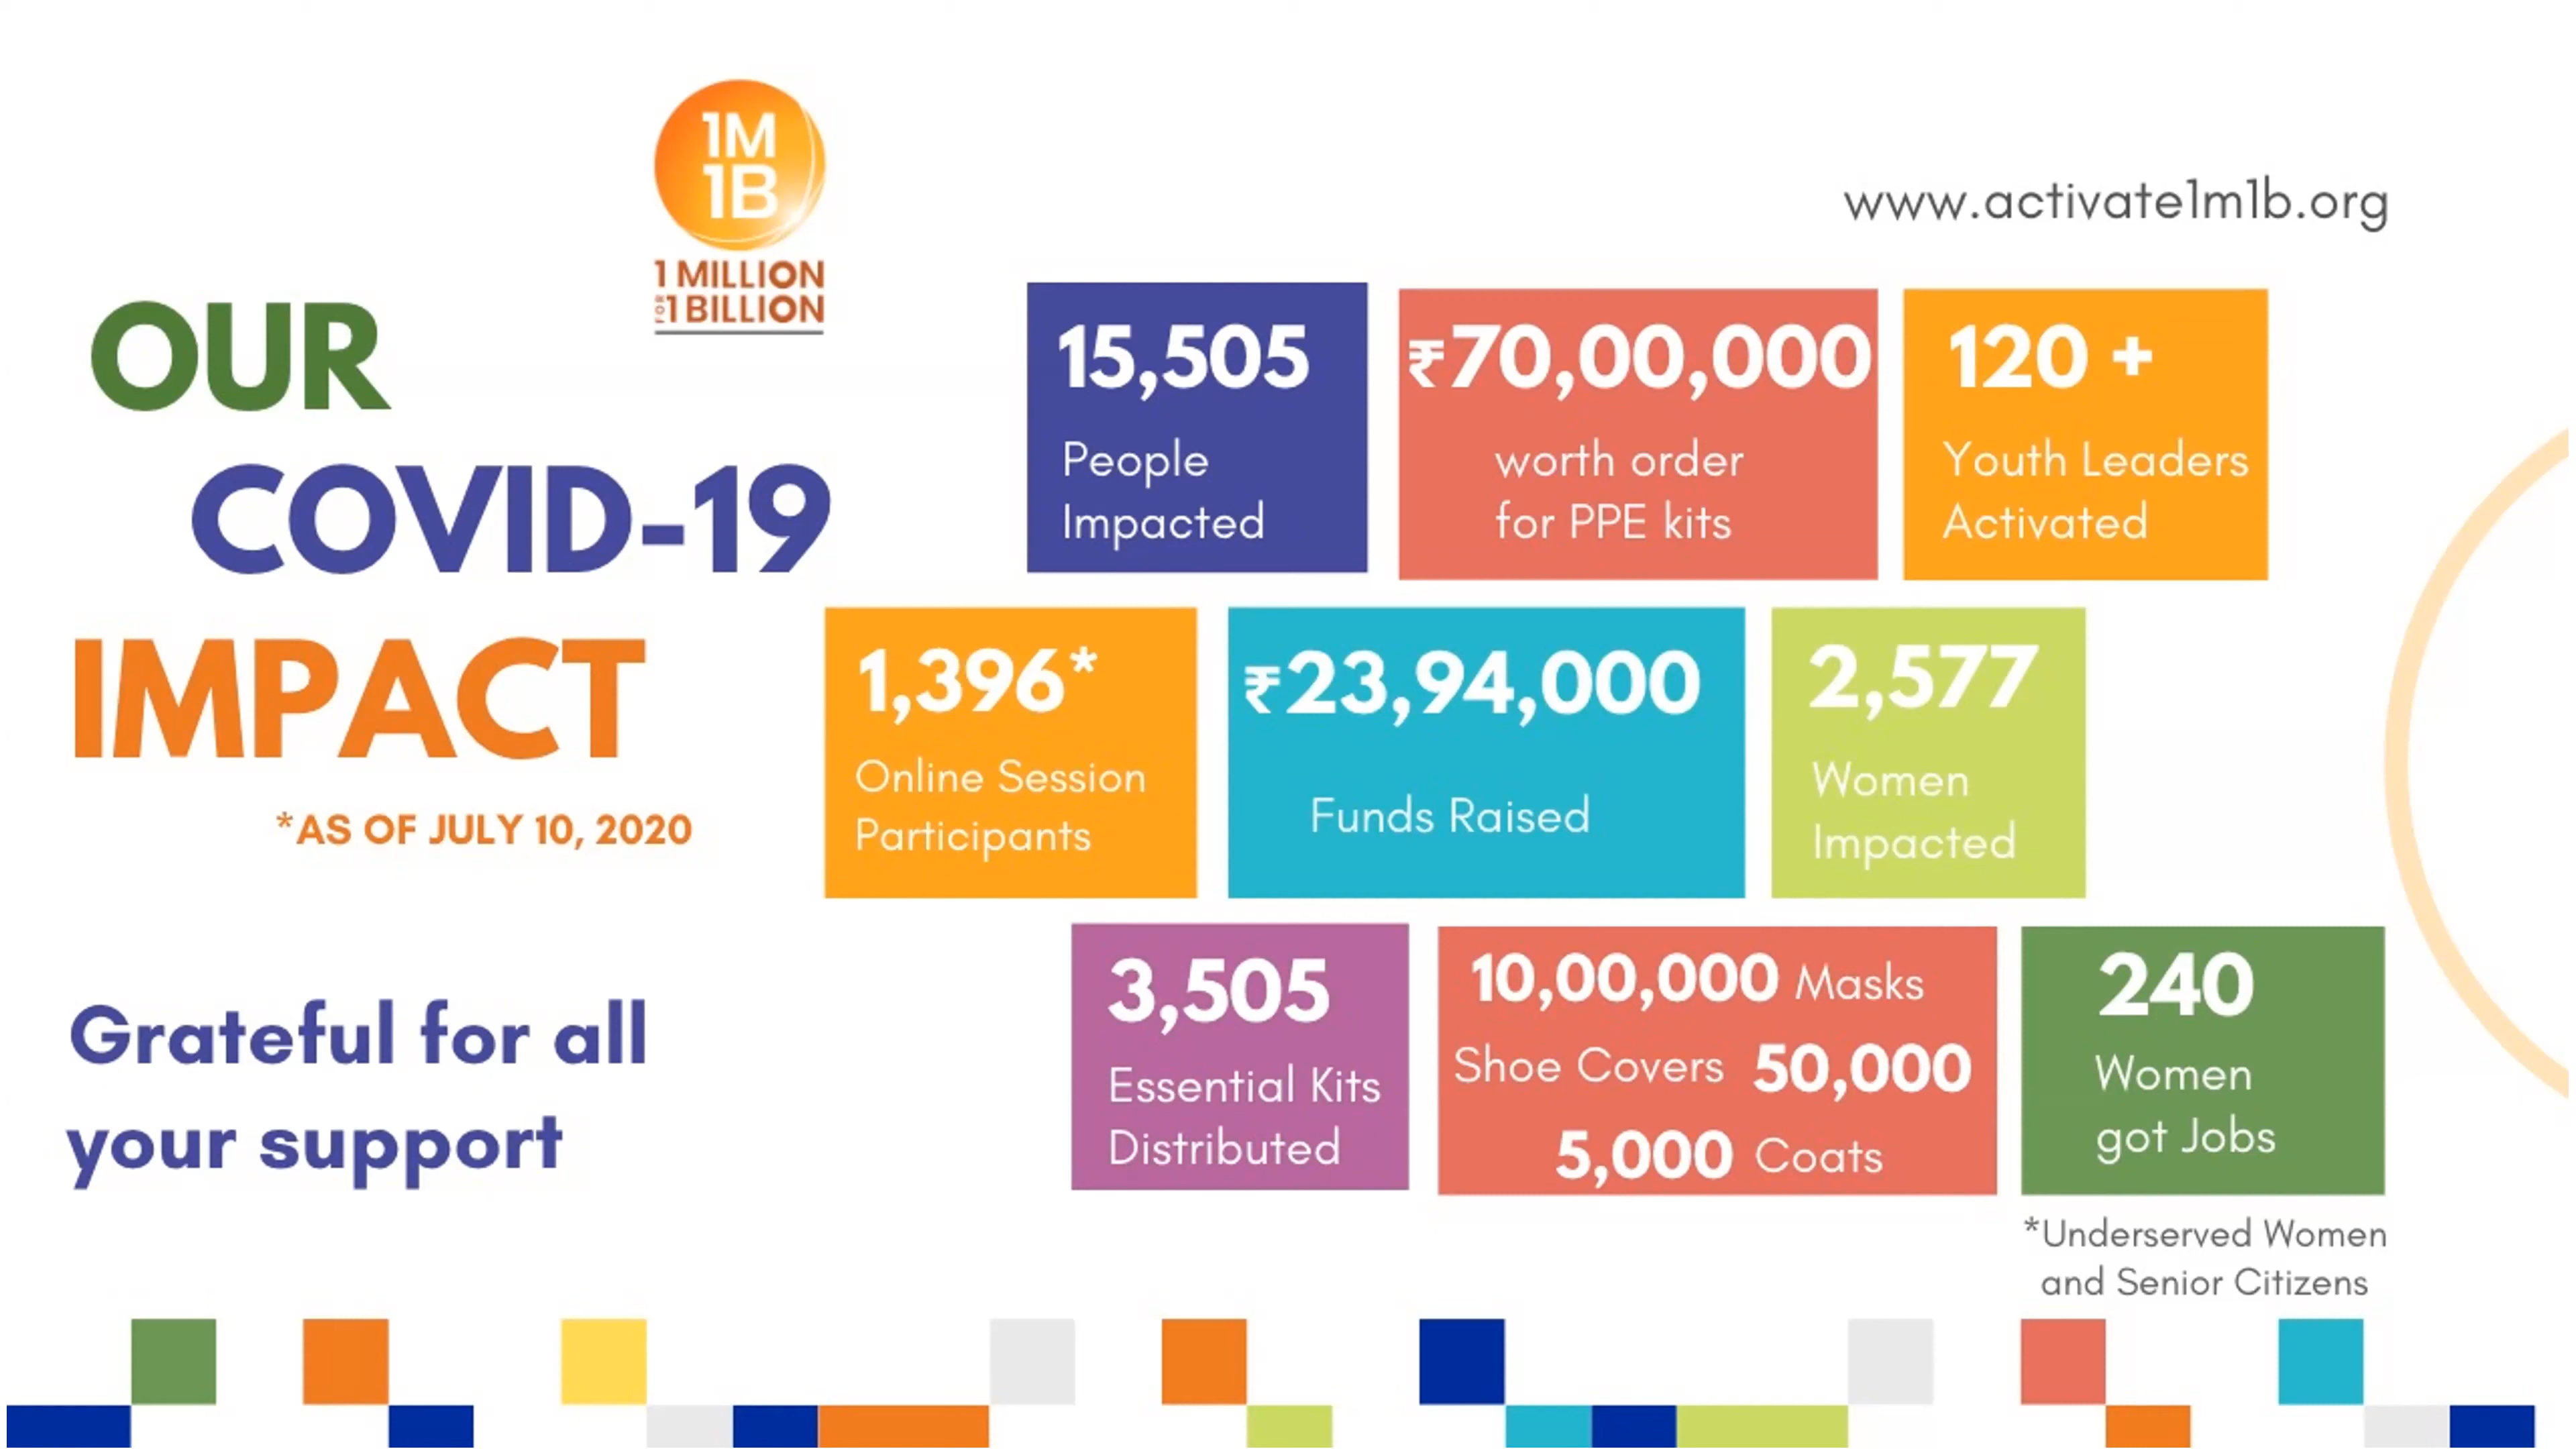 1M
1B
1 MILLION
FOR 1 BILLION
www.activate1m1b.org
OUR
COVID-19
IMPACT
*AS OF JULY 10, 2020
Grateful for all
your support
15,505
People
Impacted
₹70,00,000
worth order
for PPE kits
120 +
Youth Leaders
Activated
1,396*
Online Session
Participants
₹23,94,000
Funds Raised
2,577
Women
Impacted
3,505
Essential Kits
Distributed
10,00,000 Masks
Shoe Covers 50,000
5,000 Coats
240
Women
got Jobs
*Underserved Women
and Senior Citizens